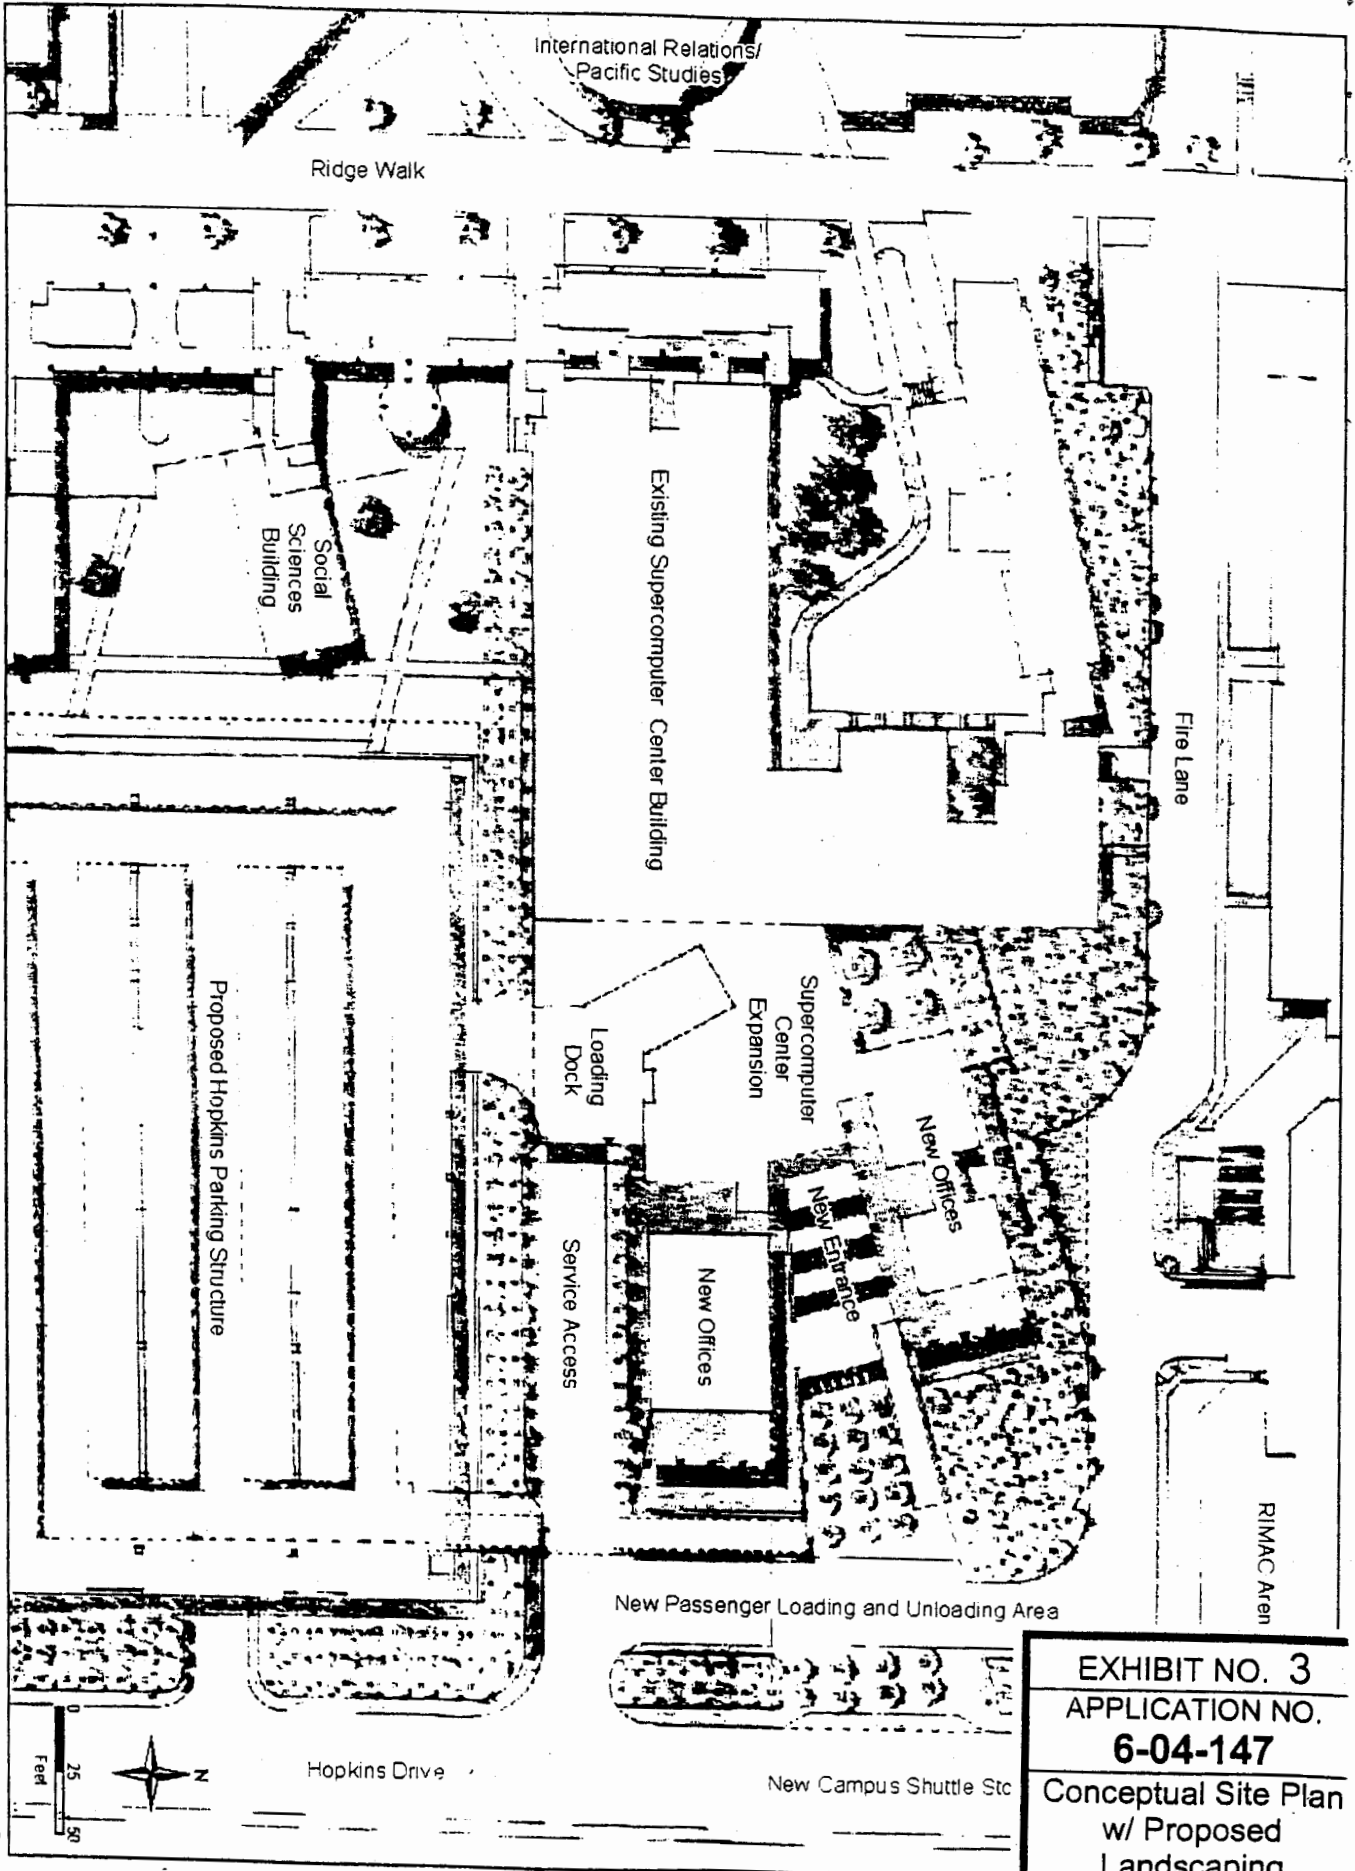 International Relations/
Pacific Studies
Ridge Walk
Social
Sciences
Building
Existing Supercomputer Center Building
Fire Lane
Supercomputer
Center
Expansion
Loading
Dock
New Offices
New Entrance
New Offices
Service Access
Proposed Hopkins Parking Structure
RIMAC Aren
New Passenger Loading and Unloading Area
Hopkins Drive
New Campus Shuttle Sto
N
0
25
50
Feet
EXHIBIT NO. 3
APPLICATION NO.
6-04-147
Conceptual Site Plan
w/ Proposed
Landscaping